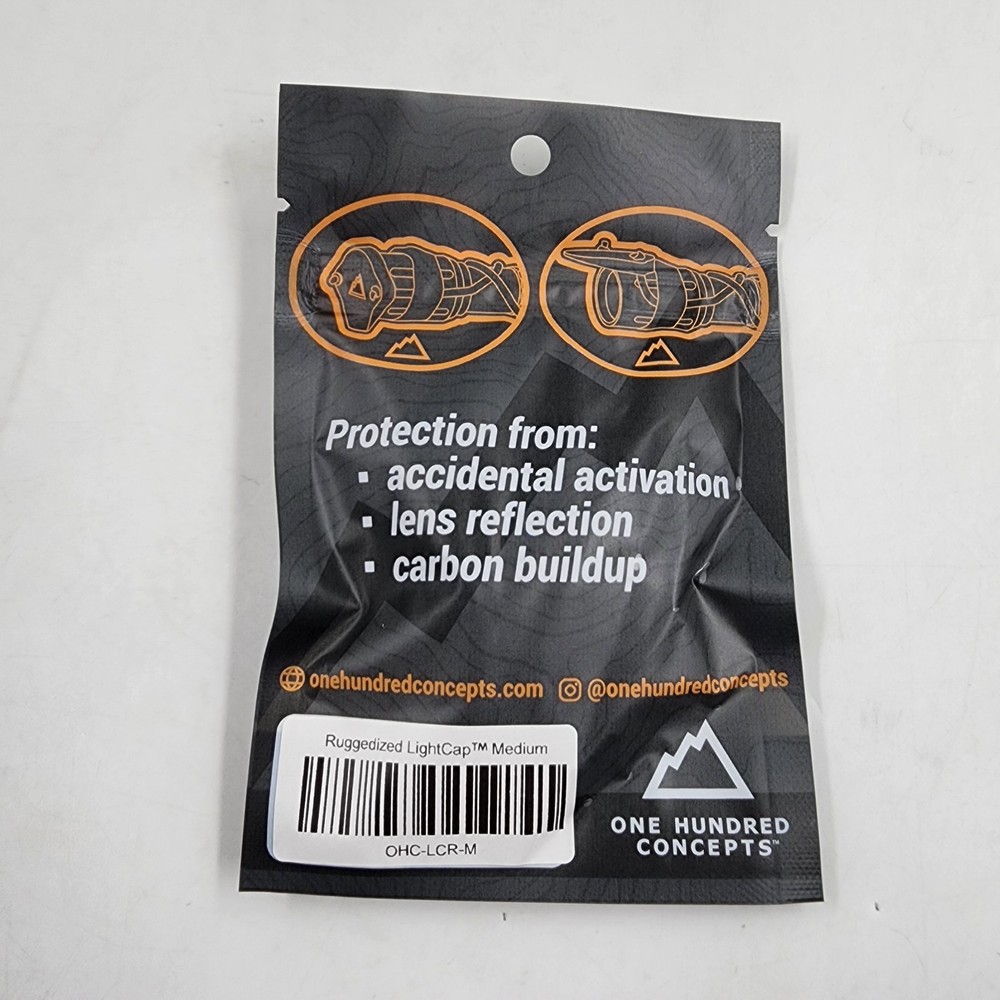 Protection from:
▪ accidental activation
▪ lens reflection
▪ carbon buildup
onehundredconcepts.com @onehundredconcepts
Ruggedized LightCap™ Medium
OHC-LCR-M
ONE HUNDRED
CONCEPTS™